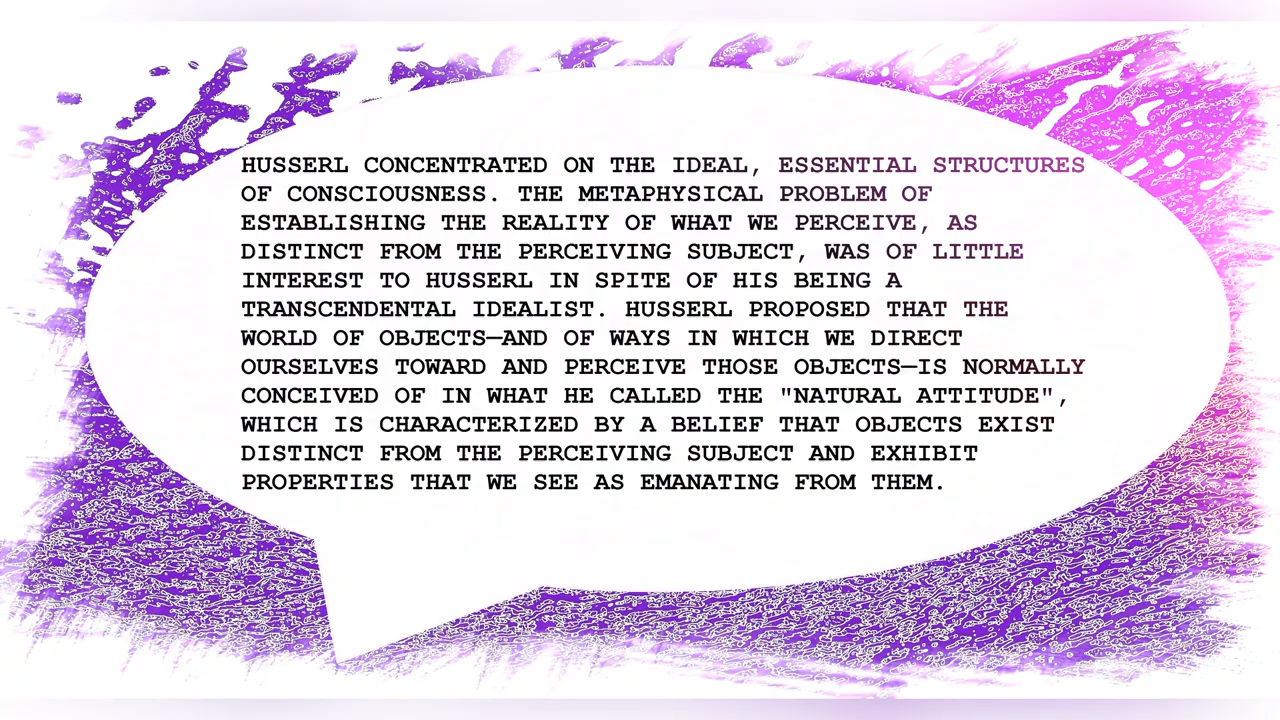 HUSSERL CONCENTRATED ON THE IDEAL, ESSENTIAL STRUCTURES
OF CONSCIOUSNESS. THE METAPHYSICAL PROBLEM OF
ESTABLISHING THE REALITY OF WHAT WE PERCEIVE, AS
DISTINCT FROM THE PERCEIVING SUBJECT, WAS OF LITTLE
INTEREST TO HUSSERL IN SPITE OF HIS BEING A
TRANSCENDENTAL IDEALIST. HUSSERL PROPOSED THAT THE
WORLD OF OBJECTS—AND OF WAYS IN WHICH WE DIRECT
OURSELVES TOWARD AND PERCEIVE THOSE OBJECTS—IS NORMALLY
CONCEIVED OF IN WHAT HE CALLED THE "NATURAL ATTITUDE",
WHICH IS CHARACTERIZED BY A BELIEF THAT OBJECTS EXIST
DISTINCT FROM THE PERCEIVING SUBJECT AND EXHIBIT
PROPERTIES THAT WE SEE AS EMANATING FROM THEM.